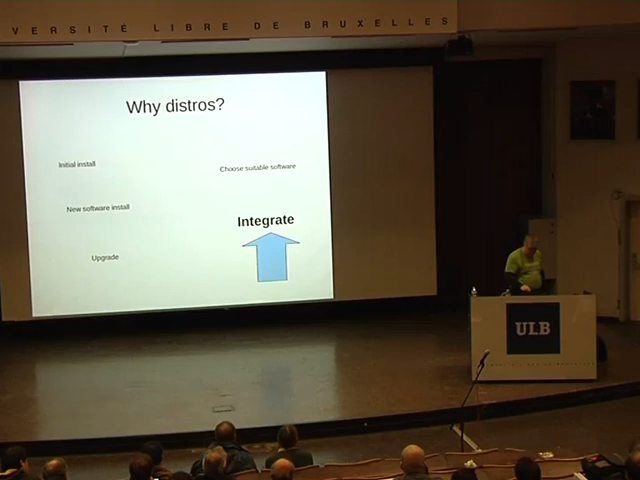 VERSITÉ LIBRE DE BRUXELLES
Why distros?
Initial install
Choose suitable software
New software install
Integrate
Upgrade
ULB